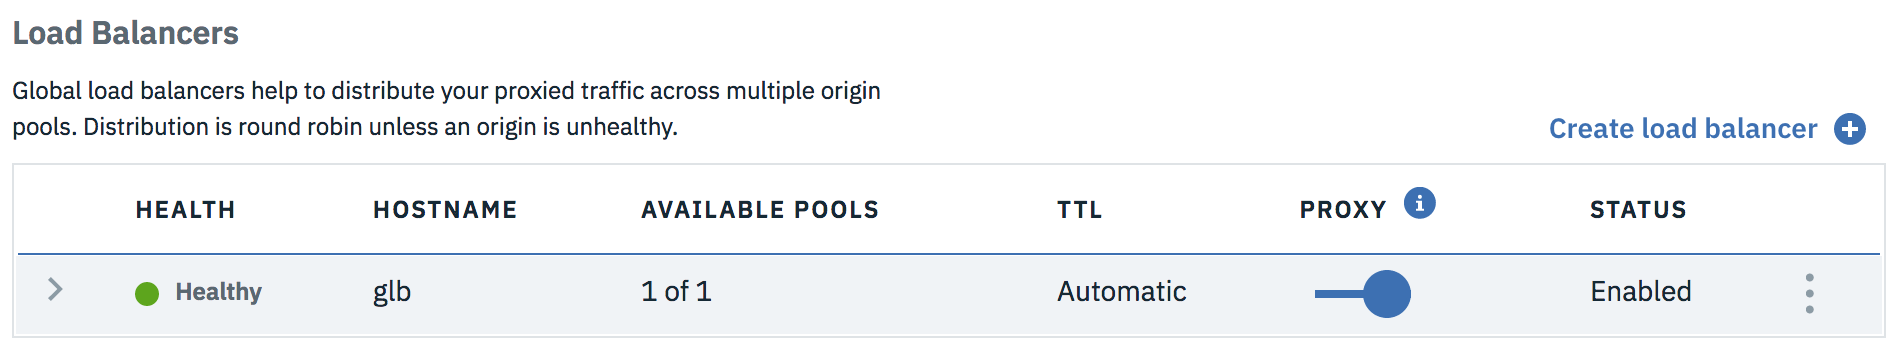 Load Balancers
Global load balancers help to distribute your proxied traffic across multiple origin
pools. Distribution is round robin unless an origin is unhealthy.
Create load balancer
HEALTH HOSTNAME AVAILABLE POOLS TTL PROXY STATUS
Healthy glb 1 of 1 Automatic Enabled